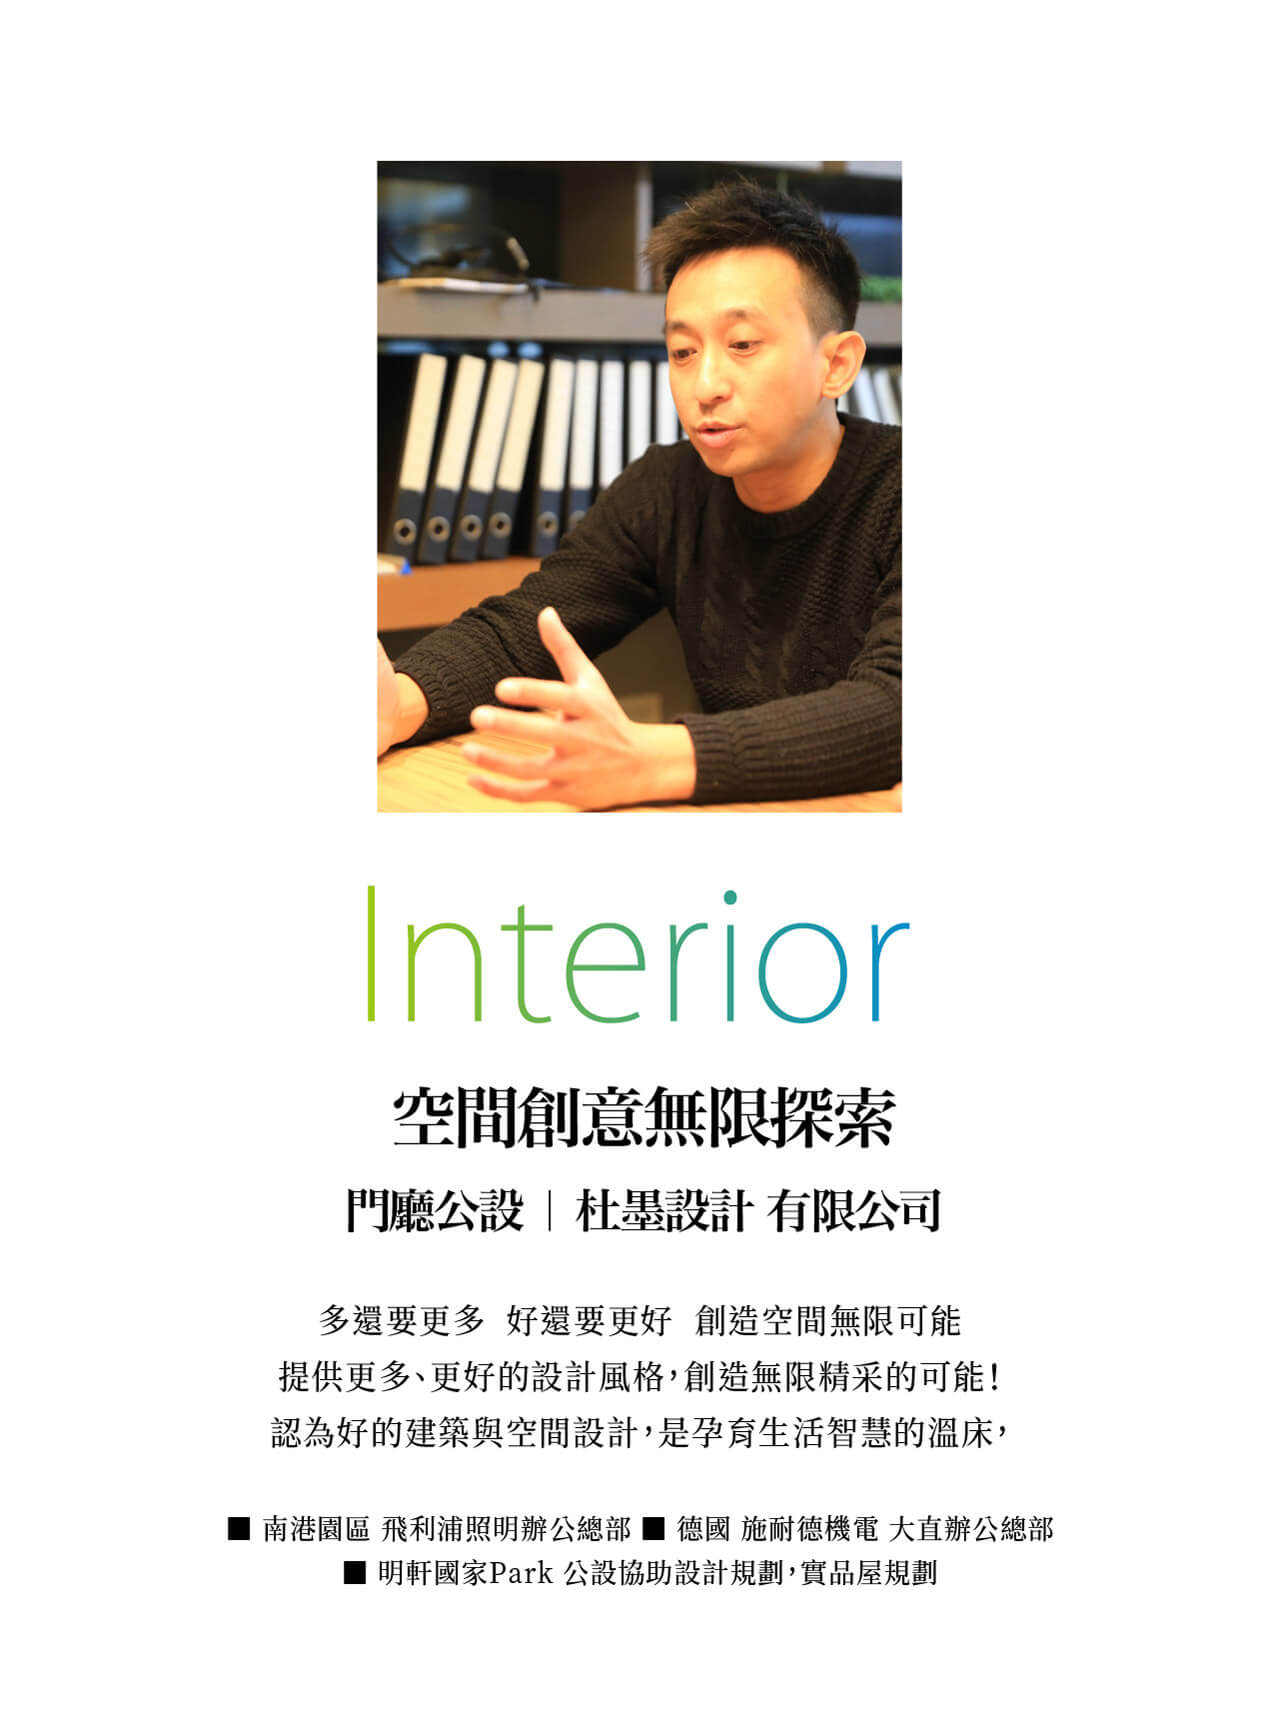 Interior
空間創意無限探索
門廳公設｜杜墨設計 有限公司
多還要更多 好還要更好 創造空間無限可能
提供更多、更好的設計風格，創造無限精采的可能！
認為好的建築與空間設計，是孕育生活智慧的溫床，
■ 南港園區 飛利浦照明辦公總部 ■ 德國 施耐德機電 大直辦公總部
■ 明軒國家Park 公設協助設計規劃，實品屋規劃